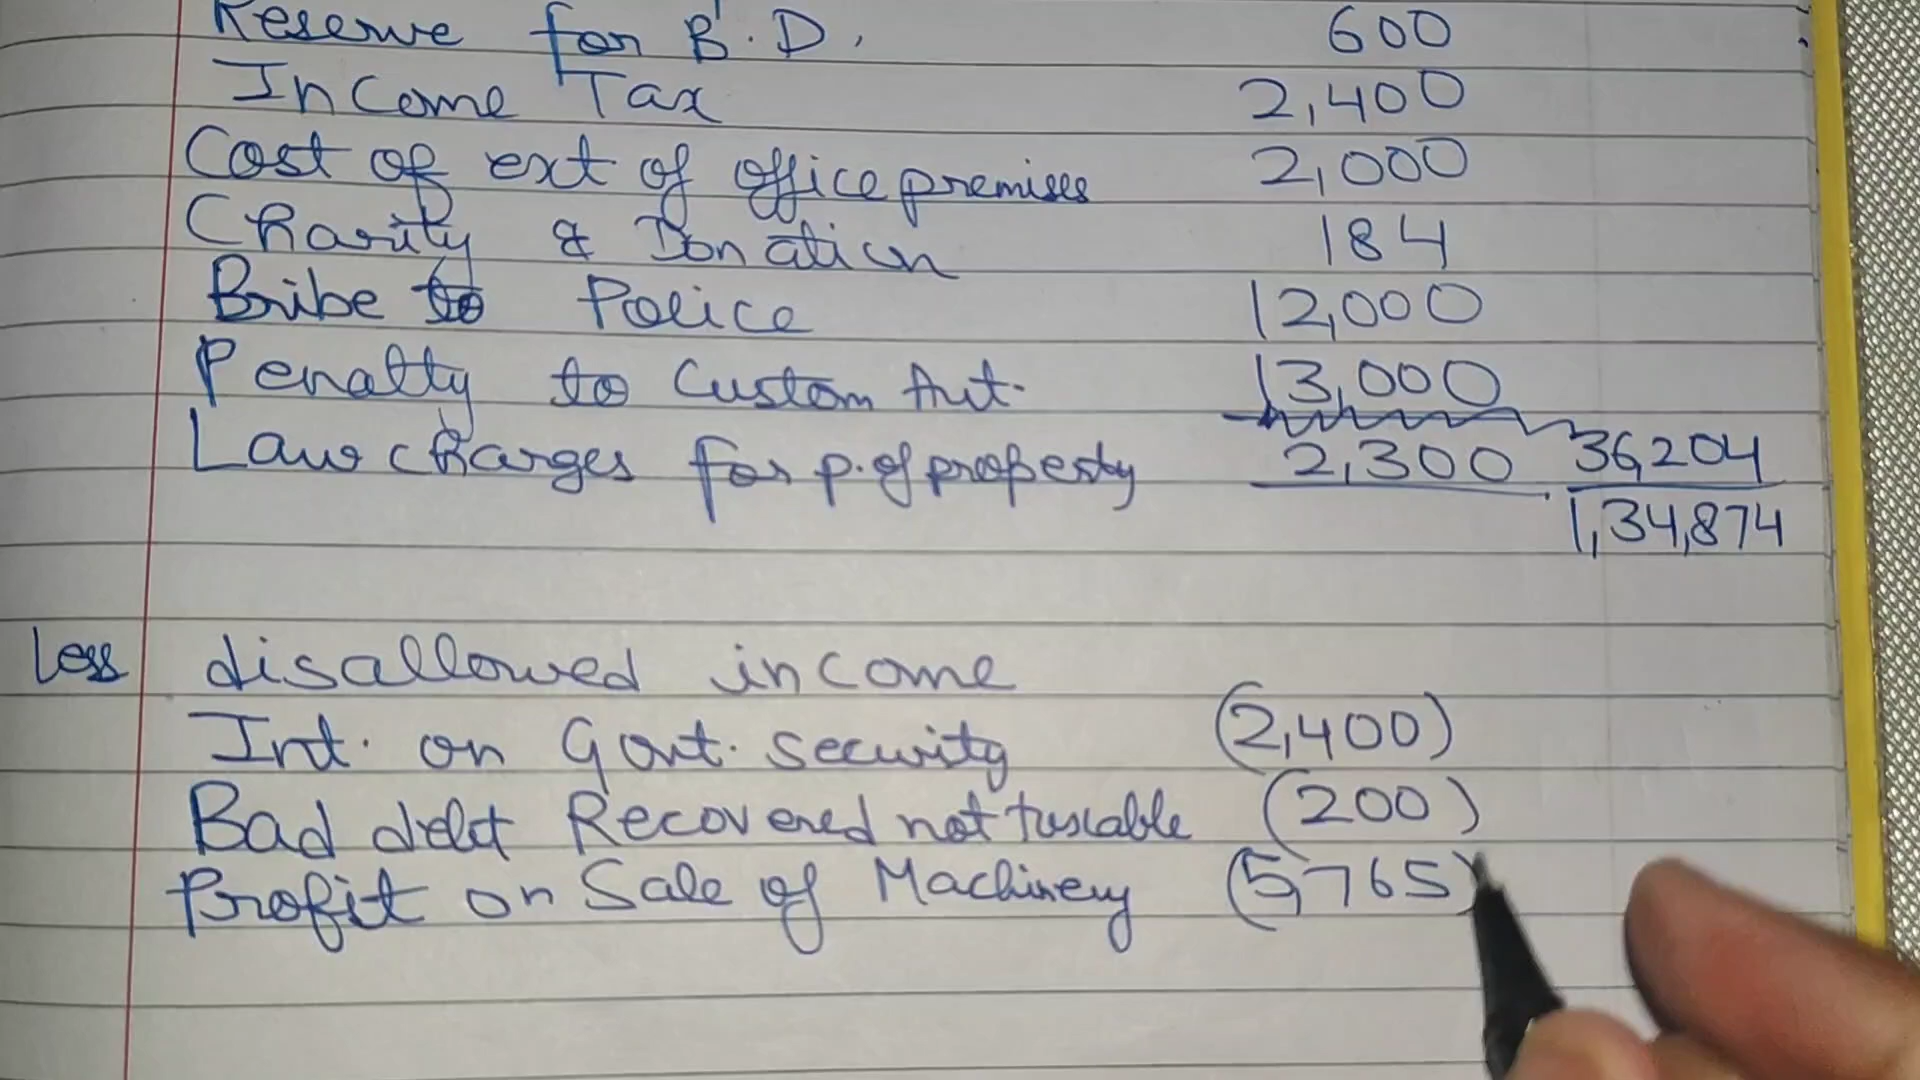 Reserve for B.D. 600
Income Tax 2,400
Cost of ext of office premises 2,000
Charity & Donation 184
Bribe to Police 12,000
Penalty to Custom Aut. 13,000
Law charges for p. of property 2,300 36,204
1,34,874
Less disallowed income
Int. on Govt. security (2,400)
Bad debt Recovered not taxable (200)
Profit on Sale of Machinery (5,765)